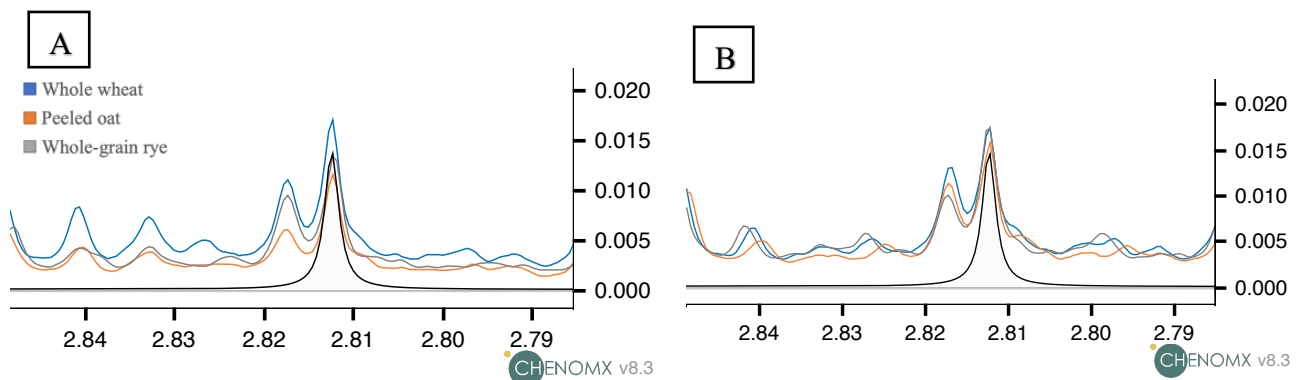 A
Whole wheat
Peeled oat
Whole-grain rye
0.020
0.015
0.010
0.005
0.000
2.84 2.83 2.82 2.81 2.80 2.79
CHENOMX v8.3
B
0.020
0.015
0.010
0.005
0.000
2.84 2.83 2.82 2.81 2.80 2.79
CHENOMX v8.3